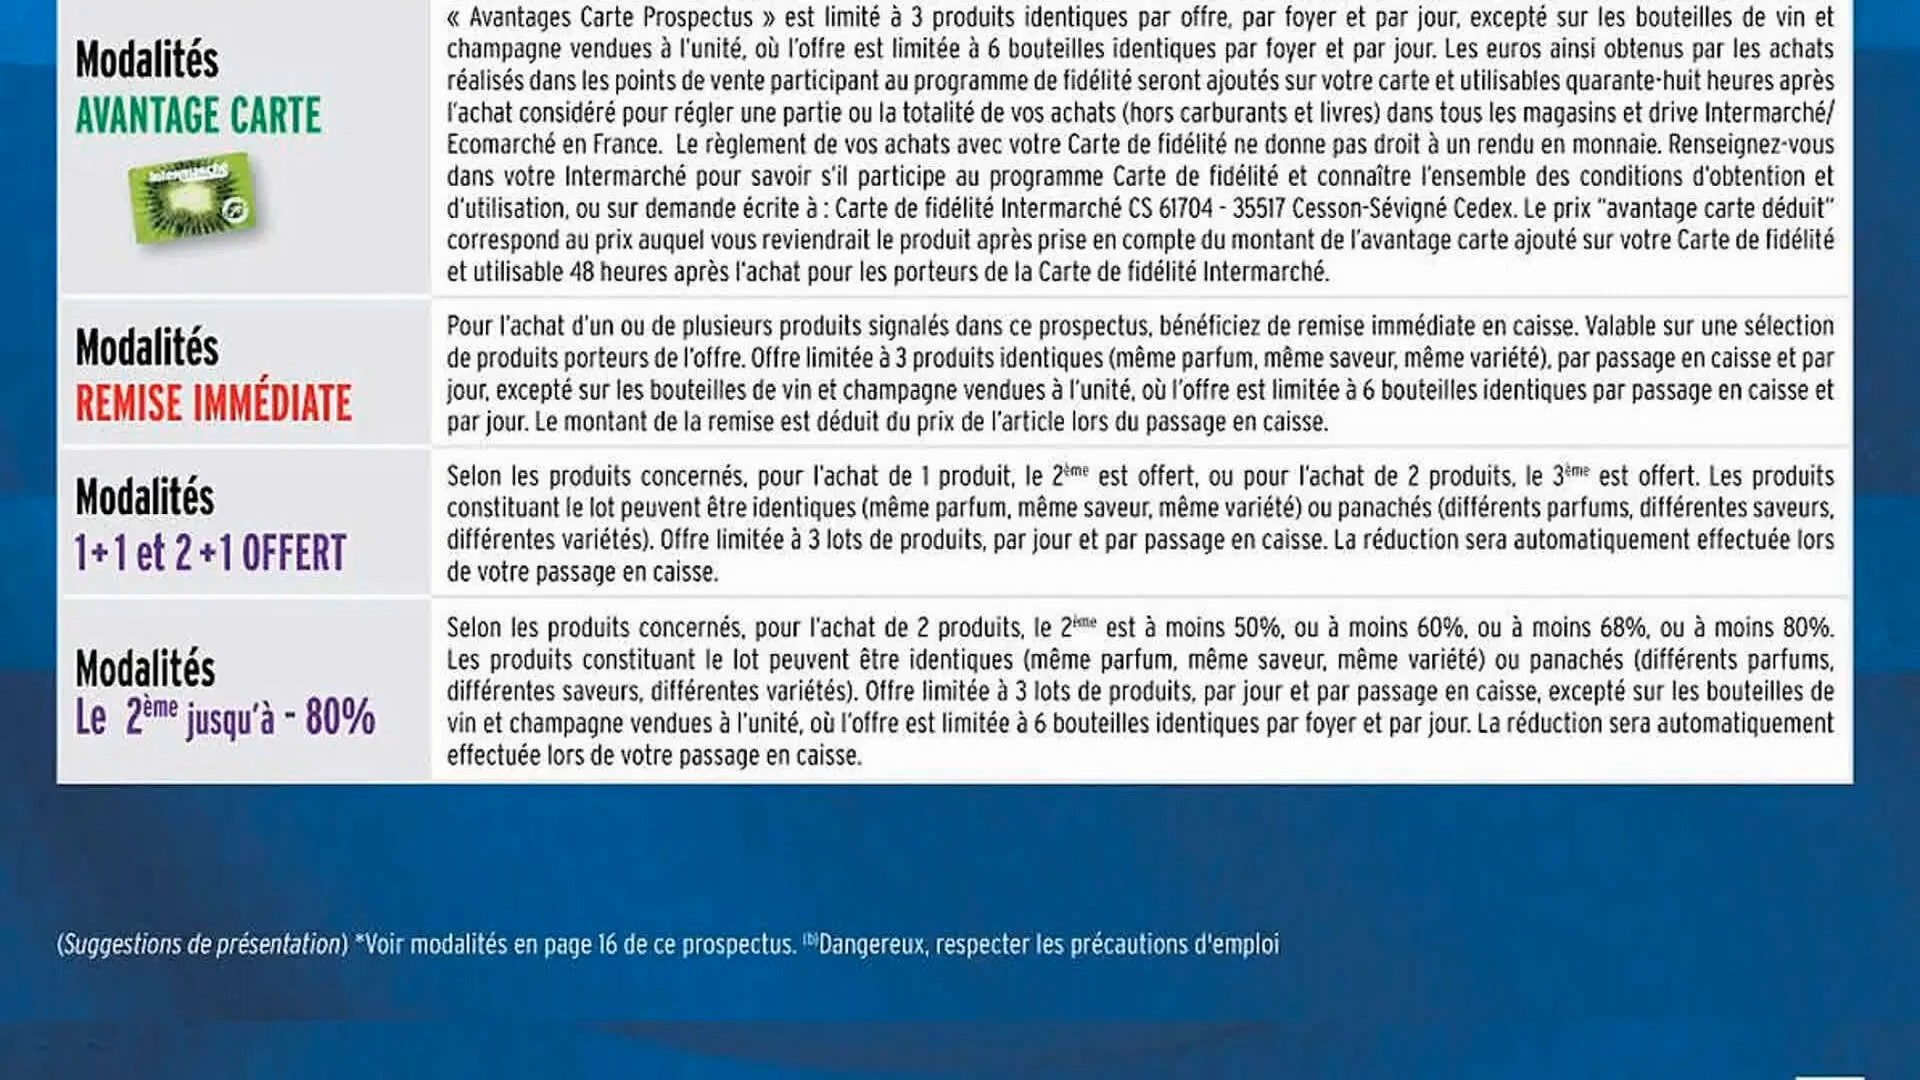 « Avantages Carte Prospectus » est limité à 3 produits identiques par offre, par foyer et par jour, excepté sur les bouteilles de vin et
champagne vendues à l'unité, où l'offre est limitée à 6 bouteilles identiques par foyer et par jour. Les euros ainsi obtenus par les achats
réalisés dans les points de vente participant au programme de fidélité seront ajoutés sur votre carte et utilisables quarante-huit heures après
l'achat considéré pour régler une partie ou la totalité de vos achats (hors carburants et livres) dans tous les magasins et drive Intermarché/
Ecomarché en France. Le règlement de vos achats avec votre Carte de fidélité ne donne pas droit à un rendu en monnaie. Renseignez-vous
dans votre Intermarché pour savoir s'il participe au programme Carte de fidélité et connaître l'ensemble des conditions d'obtention et
d'utilisation, ou sur demande écrite à : Carte de fidélité Intermarché CS 61704 - 35517 Cesson-Sévigné Cedex. Le prix "avantage carte déduit"
correspond au prix auquel vous reviendrait le produit après prise en compte du montant de l'avantage carte ajouté sur votre Carte de fidélité
et utilisable 48 heures après l'achat pour les porteurs de la Carte de fidélité Intermarché.
Modalités
AVANTAGE CARTE
Intermarché
Modalités
REMISE IMMÉDIATE
Pour l'achat d'un ou de plusieurs produits signalés dans ce prospectus, bénéficiez de remise immédiate en caisse. Valable sur une sélection
de produits porteurs de l'offre. Offre limitée à 3 produits identiques (même parfum, même saveur, même variété), par passage en caisse et par
jour, excepté sur les bouteilles de vin et champagne vendues à l'unité, où l'offre est limitée à 6 bouteilles identiques par passage en caisse et
par jour. Le montant de la remise est déduit du prix de l'article lors du passage en caisse.
Modalités
1+1 et 2 +1 OFFERT
Selon les produits concernés, pour l'achat de 1 produit, le 2ème est offert, ou pour l'achat de 2 produits, le 3ème est offert. Les produits
constituant le lot peuvent être identiques (même parfum, même saveur, même variété) ou panachés (différents parfums, différentes saveurs,
différentes variétés). Offre limitée à 3 lots de produits, par jour et par passage en caisse. La réduction sera automatiquement effectuée lors
de votre passage en caisse.
Modalités
Le 2ème jusqu'à - 80%
Selon les produits concernés, pour l'achat de 2 produits, le 2ème est à moins 50%, ou à moins 60%, ou à moins 68%, ou à moins 80%.
Les produits constituant le lot peuvent être identiques (même parfum, même saveur, même variété) ou panachés (différents parfums,
différentes saveurs, différentes variétés). Offre limitée à 3 lots de produits, par jour et par passage en caisse, excepté sur les bouteilles de
vin et champagne vendues à l'unité, où l'offre est limitée à 6 bouteilles identiques par foyer et par jour. La réduction sera automatiquement
effectuée lors de votre passage en caisse.
(Suggestions de présentation) *Voir modalités en page 16 de ce prospectus. (b)Dangereux, respecter les précautions d'emploi